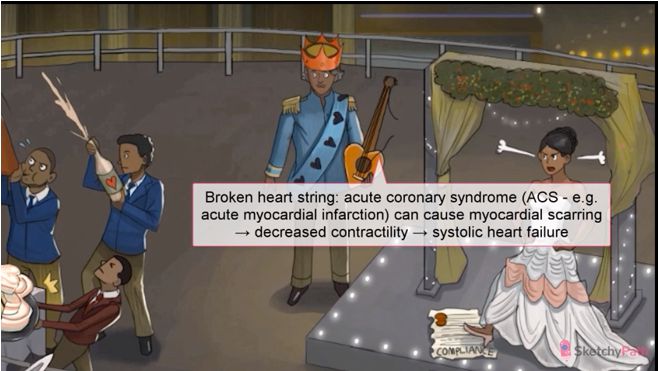 Broken heart string: acute coronary syndrome (ACS - e.g.
acute myocardial infarction) can cause myocardial scarring
→ decreased contractility → systolic heart failure
COMPLIANCE
SketchyPath